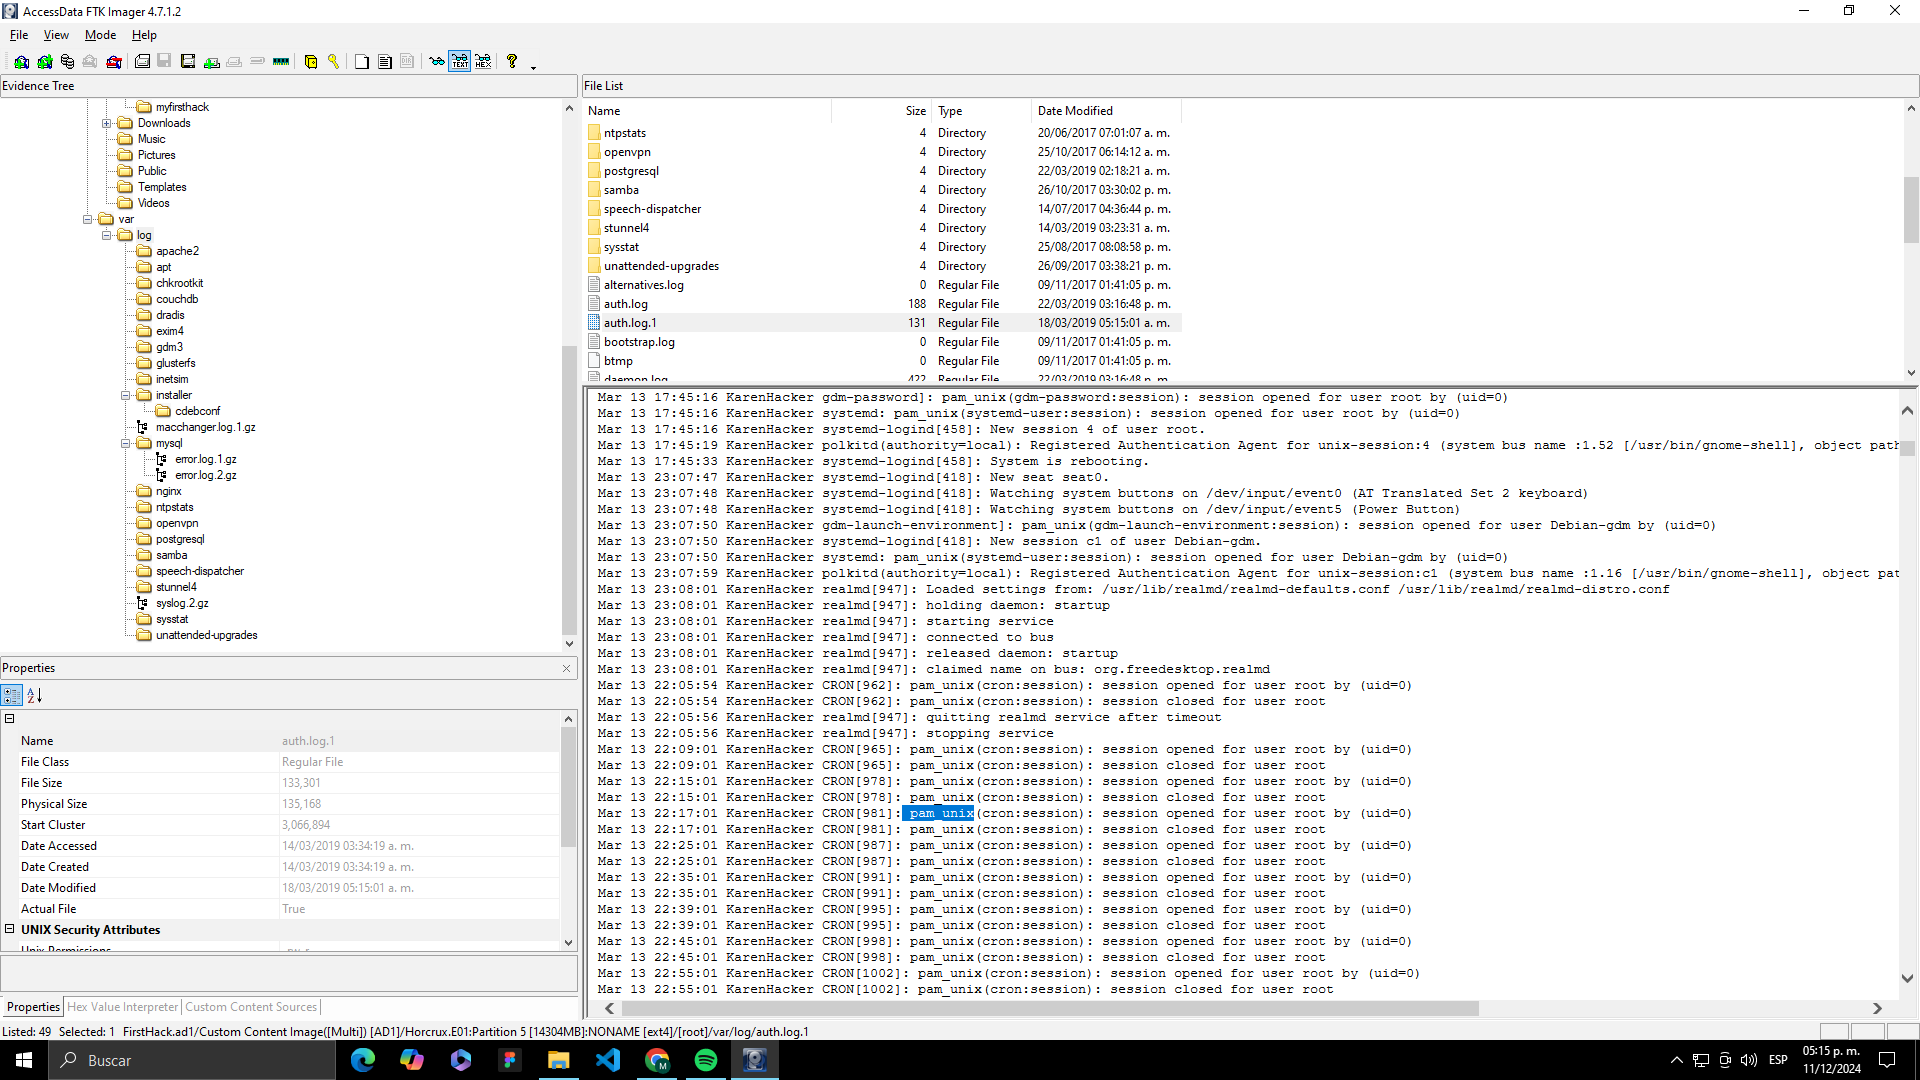 AccessData FTK Imager 4.7.1.2
File View Mode Help
Evidence Tree
myfirsthack
Downloads
Music
Pictures
Public
Templates
Videos
var
log
apache2
apt
chkrootkit
couchdb
dradis
exim4
gdm3
glusterfs
inetsim
installer
cdebconf
macchanger.log.1.gz
mysql
error.log.1.gz
error.log.2.gz
nginx
ntpstats
openvpn
postgresql
samba
speech-dispatcher
stunnel4
syslog.2.gz
sysstat
unattended-upgrades
Properties
Name auth.log.1
File Class Regular File
File Size 133,301
Physical Size 135,168
Start Cluster 3,066,894
Date Accessed 14/03/2019 03:34:19 a. m.
Date Created 14/03/2019 03:34:19 a. m.
Date Modified 18/03/2019 05:15:01 a. m.
Actual File True
UNIX Security Attributes
Unix Permissions
Properties Hex Value Interpreter Custom Content Sources
File List
Name Size Type Date Modified
ntpstats 4 Directory 20/06/2017 07:01:07 a. m.
openvpn 4 Directory 25/10/2017 06:14:12 a. m.
postgresql 4 Directory 22/03/2019 02:18:21 a. m.
samba 4 Directory 26/10/2017 03:30:02 p. m.
speech-dispatcher 4 Directory 14/07/2017 04:36:44 p. m.
stunnel4 4 Directory 14/03/2019 03:23:31 a. m.
sysstat 4 Directory 25/08/2017 08:08:58 p. m.
unattended-upgrades 4 Directory 26/09/2017 03:38:21 p. m.
alternatives.log 0 Regular File 09/11/2017 01:41:05 p. m.
auth.log 188 Regular File 22/03/2019 03:16:48 p. m.
auth.log.1 131 Regular File 18/03/2019 05:15:01 a. m.
bootstrap.log 0 Regular File 09/11/2017 01:41:05 p. m.
btmp 0 Regular File 09/11/2017 01:41:05 p. m.
daemon.log 422 Regular File 22/03/2019 03:16:48 p. m.
Mar 13 17:45:16 KarenHacker gdm-password]: pam_unix(gdm-password:session): session opened for user root by (uid=0)
Mar 13 17:45:16 KarenHacker systemd: pam_unix(systemd-user:session): session opened for user root by (uid=0)
Mar 13 17:45:16 KarenHacker systemd-logind[458]: New session 4 of user root.
Mar 13 17:45:19 KarenHacker polkitd(authority=local): Registered Authentication Agent for unix-session:4 (system bus name :1.52 [/usr/bin/gnome-shell], object path
Mar 13 17:45:33 KarenHacker systemd-logind[458]: System is rebooting.
Mar 13 23:07:47 KarenHacker systemd-logind[418]: New seat seat0.
Mar 13 23:07:48 KarenHacker systemd-logind[418]: Watching system buttons on /dev/input/event0 (AT Translated Set 2 keyboard)
Mar 13 23:07:48 KarenHacker systemd-logind[418]: Watching system buttons on /dev/input/event5 (Power Button)
Mar 13 23:07:50 KarenHacker gdm-launch-environment]: pam_unix(gdm-launch-environment:session): session opened for user Debian-gdm by (uid=0)
Mar 13 23:07:50 KarenHacker systemd-logind[418]: New session c1 of user Debian-gdm.
Mar 13 23:07:50 KarenHacker systemd: pam_unix(systemd-user:session): session opened for user Debian-gdm by (uid=0)
Mar 13 23:07:59 KarenHacker polkitd(authority=local): Registered Authentication Agent for unix-session:c1 (system bus name :1.16 [/usr/bin/gnome-shell], object pat
Mar 13 23:08:01 KarenHacker realmd[947]: Loaded settings from: /usr/lib/realmd/realmd-defaults.conf /usr/lib/realmd/realmd-distro.conf
Mar 13 23:08:01 KarenHacker realmd[947]: holding daemon: startup
Mar 13 23:08:01 KarenHacker realmd[947]: starting service
Mar 13 23:08:01 KarenHacker realmd[947]: connected to bus
Mar 13 23:08:01 KarenHacker realmd[947]: released daemon: startup
Mar 13 23:08:01 KarenHacker realmd[947]: claimed name on bus: org.freedesktop.realmd
Mar 13 22:05:54 KarenHacker CRON[962]: pam_unix(cron:session): session opened for user root by (uid=0)
Mar 13 22:05:54 KarenHacker CRON[962]: pam_unix(cron:session): session closed for user root
Mar 13 22:05:56 KarenHacker realmd[947]: quitting realmd service after timeout
Mar 13 22:05:56 KarenHacker realmd[947]: stopping service
Mar 13 22:09:01 KarenHacker CRON[965]: pam_unix(cron:session): session opened for user root by (uid=0)
Mar 13 22:09:01 KarenHacker CRON[965]: pam_unix(cron:session): session closed for user root
Mar 13 22:15:01 KarenHacker CRON[978]: pam_unix(cron:session): session opened for user root by (uid=0)
Mar 13 22:15:01 KarenHacker CRON[978]: pam_unix(cron:session): session closed for user root
Mar 13 22:17:01 KarenHacker CRON[981]: pam_unix(cron:session): session opened for user root by (uid=0)
Mar 13 22:17:01 KarenHacker CRON[981]: pam_unix(cron:session): session closed for user root
Mar 13 22:25:01 KarenHacker CRON[987]: pam_unix(cron:session): session opened for user root by (uid=0)
Mar 13 22:25:01 KarenHacker CRON[987]: pam_unix(cron:session): session closed for user root
Mar 13 22:35:01 KarenHacker CRON[991]: pam_unix(cron:session): session opened for user root by (uid=0)
Mar 13 22:35:01 KarenHacker CRON[991]: pam_unix(cron:session): session closed for user root
Mar 13 22:39:01 KarenHacker CRON[995]: pam_unix(cron:session): session opened for user root by (uid=0)
Mar 13 22:39:01 KarenHacker CRON[995]: pam_unix(cron:session): session closed for user root
Mar 13 22:45:01 KarenHacker CRON[998]: pam_unix(cron:session): session opened for user root by (uid=0)
Mar 13 22:45:01 KarenHacker CRON[998]: pam_unix(cron:session): session closed for user root
Mar 13 22:55:01 KarenHacker CRON[1002]: pam_unix(cron:session): session opened for user root by (uid=0)
Mar 13 22:55:01 KarenHacker CRON[1002]: pam_unix(cron:session): session closed for user root
Listed: 49 Selected: 1 FirstHack.ad1/Custom Content Image([Multi]) [AD1]/Horcrux.E01:Partition 5 [14304MB]:NONAME [ext4]/[root]/var/log/auth.log.1
Buscar
ESP
05:15 p. m.
11/12/2024